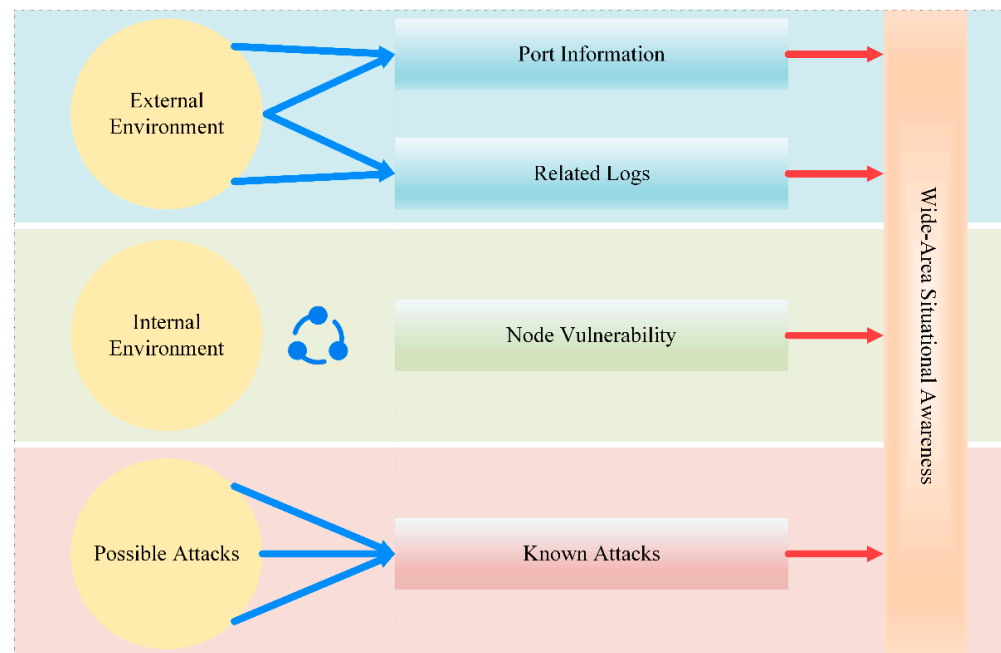 External
Environment
Port Information
Related Logs
Internal
Environment
Node Vulnerability
Possible Attacks
Known Attacks
Wide-Area Situational Awareness